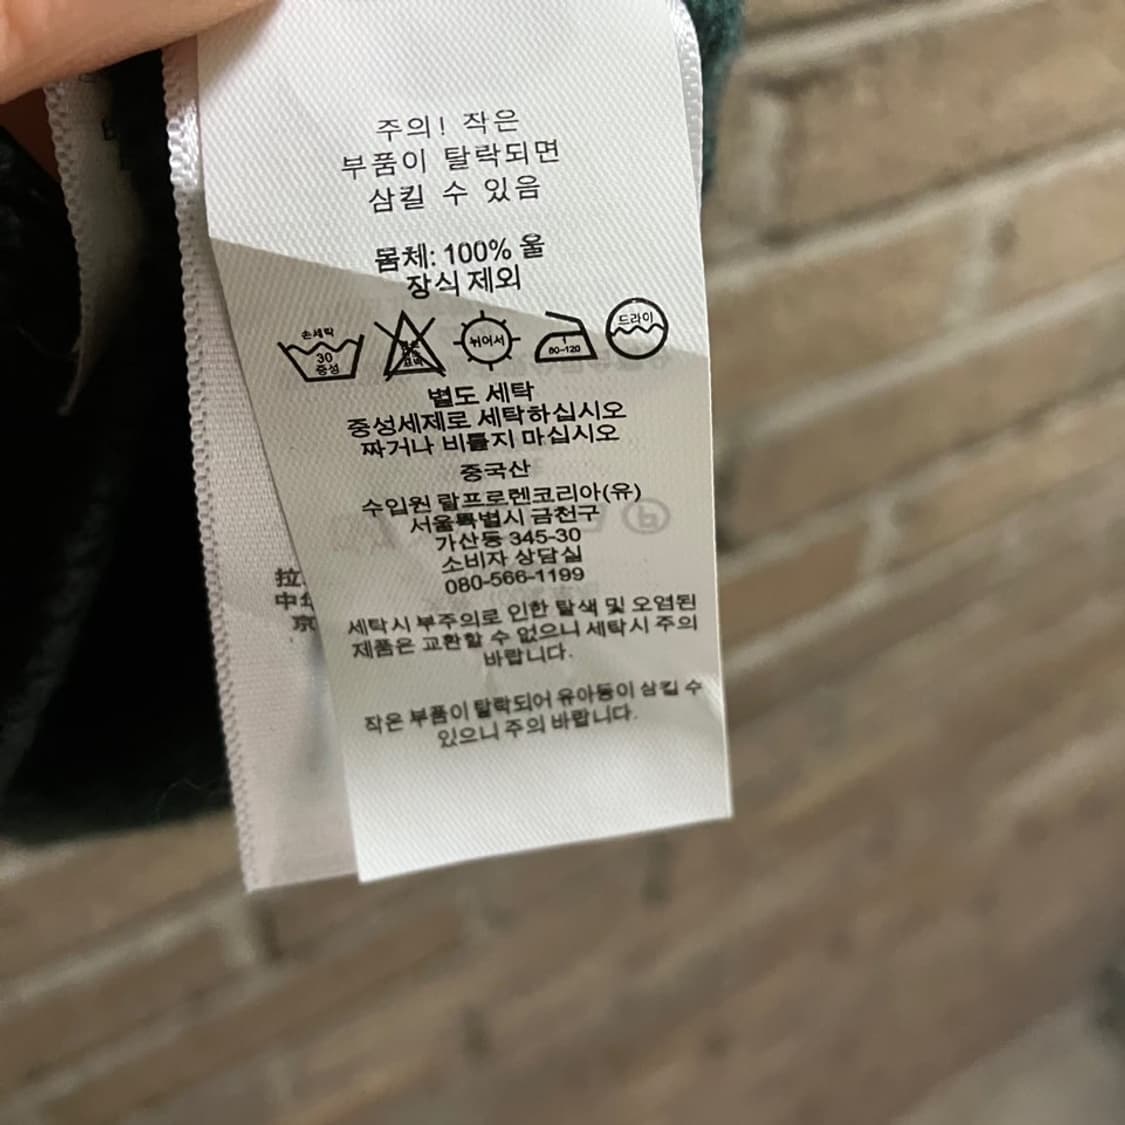 주의! 작은
부품이 탈락되면
삼킬 수 있음
몸체: 100% 울
장식 제외
손세탁
30
중성
뉘어서
1
80-120
드라이
별도 세탁
중성세제로 세탁하십시오
짜거나 비틀지 마십시오
중국산
수입원 랄프로렌코리아(유)
서울특별시 금천구
가산동 345-30
소비자 상담실
080-566-1199
세탁시 부주의로 인한 탈색 및 오염된
제품은 교환할 수 없으니 세탁시 주의
바랍니다.
작은 부품이 탈락되어 유아등이 삼킬 수
있으니 주의 바랍니다.
拉
中华
京